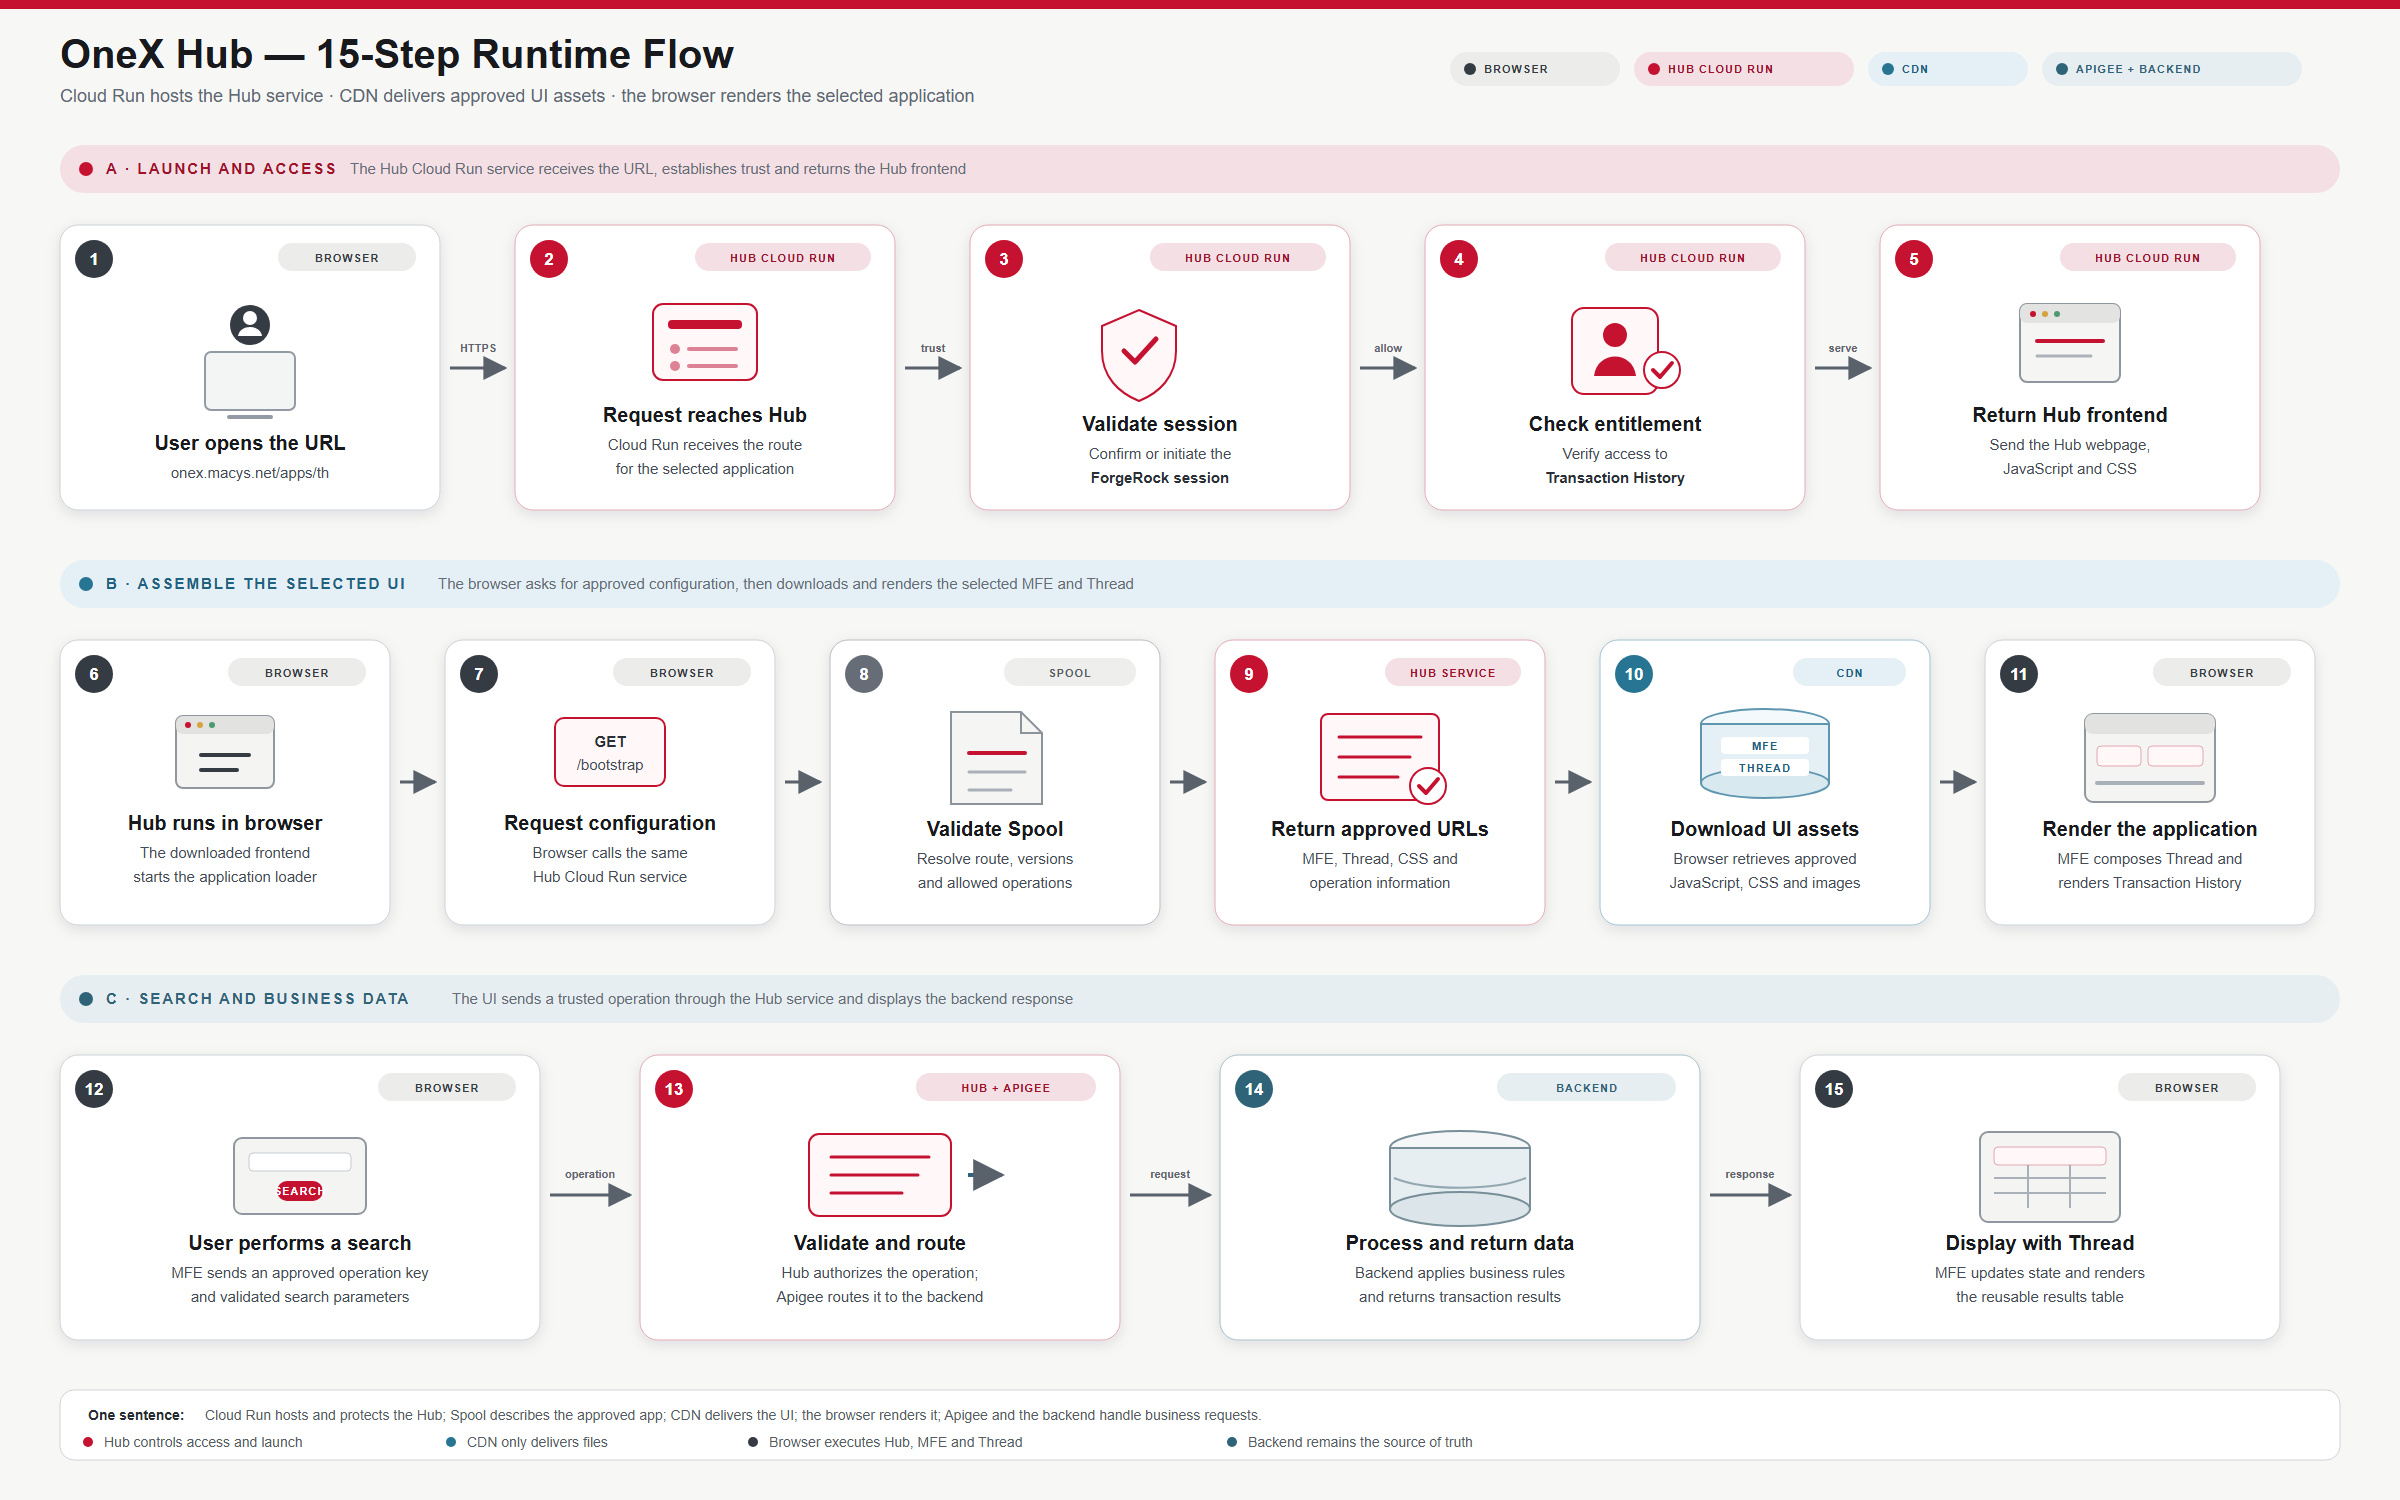 OneX Hub — 15-Step Runtime Flow
Cloud Run hosts the Hub service · CDN delivers approved UI assets · the browser renders the selected application
BROWSER
HUB CLOUD RUN
CDN
APIGEE + BACKEND
A · LAUNCH AND ACCESS The Hub Cloud Run service receives the URL, establishes trust and returns the Hub frontend
1
BROWSER
User opens the URL
onex.macys.net/apps/th
HTTPS
2
HUB CLOUD RUN
Request reaches Hub
Cloud Run receives the route
for the selected application
trust
3
HUB CLOUD RUN
Validate session
Confirm or initiate the
ForgeRock session
allow
4
HUB CLOUD RUN
Check entitlement
Verify access to
Transaction History
serve
5
HUB CLOUD RUN
Return Hub frontend
Send the Hub webpage,
JavaScript and CSS
B · ASSEMBLE THE SELECTED UI The browser asks for approved configuration, then downloads and renders the selected MFE and Thread
6
BROWSER
Hub runs in browser
The downloaded frontend
starts the application loader
7
BROWSER
GET
/bootstrap
Request configuration
Browser calls the same
Hub Cloud Run service
8
SPOOL
Validate Spool
Resolve route, versions
and allowed operations
9
HUB SERVICE
Return approved URLs
MFE, Thread, CSS and
operation information
10
CDN
MFE
THREAD
Download UI assets
Browser retrieves approved
JavaScript, CSS and images
11
BROWSER
Render the application
MFE composes Thread and
renders Transaction History
C · SEARCH AND BUSINESS DATA The UI sends a trusted operation through the Hub service and displays the backend response
12
BROWSER
SEARCH
User performs a search
MFE sends an approved operation key
and validated search parameters
operation
13
HUB + APIGEE
Validate and route
Hub authorizes the operation;
Apigee routes it to the backend
request
14
BACKEND
Process and return data
Backend applies business rules
and returns transaction results
response
15
BROWSER
Display with Thread
MFE updates state and renders
the reusable results table
One sentence: Cloud Run hosts and protects the Hub; Spool describes the approved app; CDN delivers the UI; the browser renders it; Apigee and the backend handle business requests.
Hub controls access and launch
CDN only delivers files
Browser executes Hub, MFE and Thread
Backend remains the source of truth